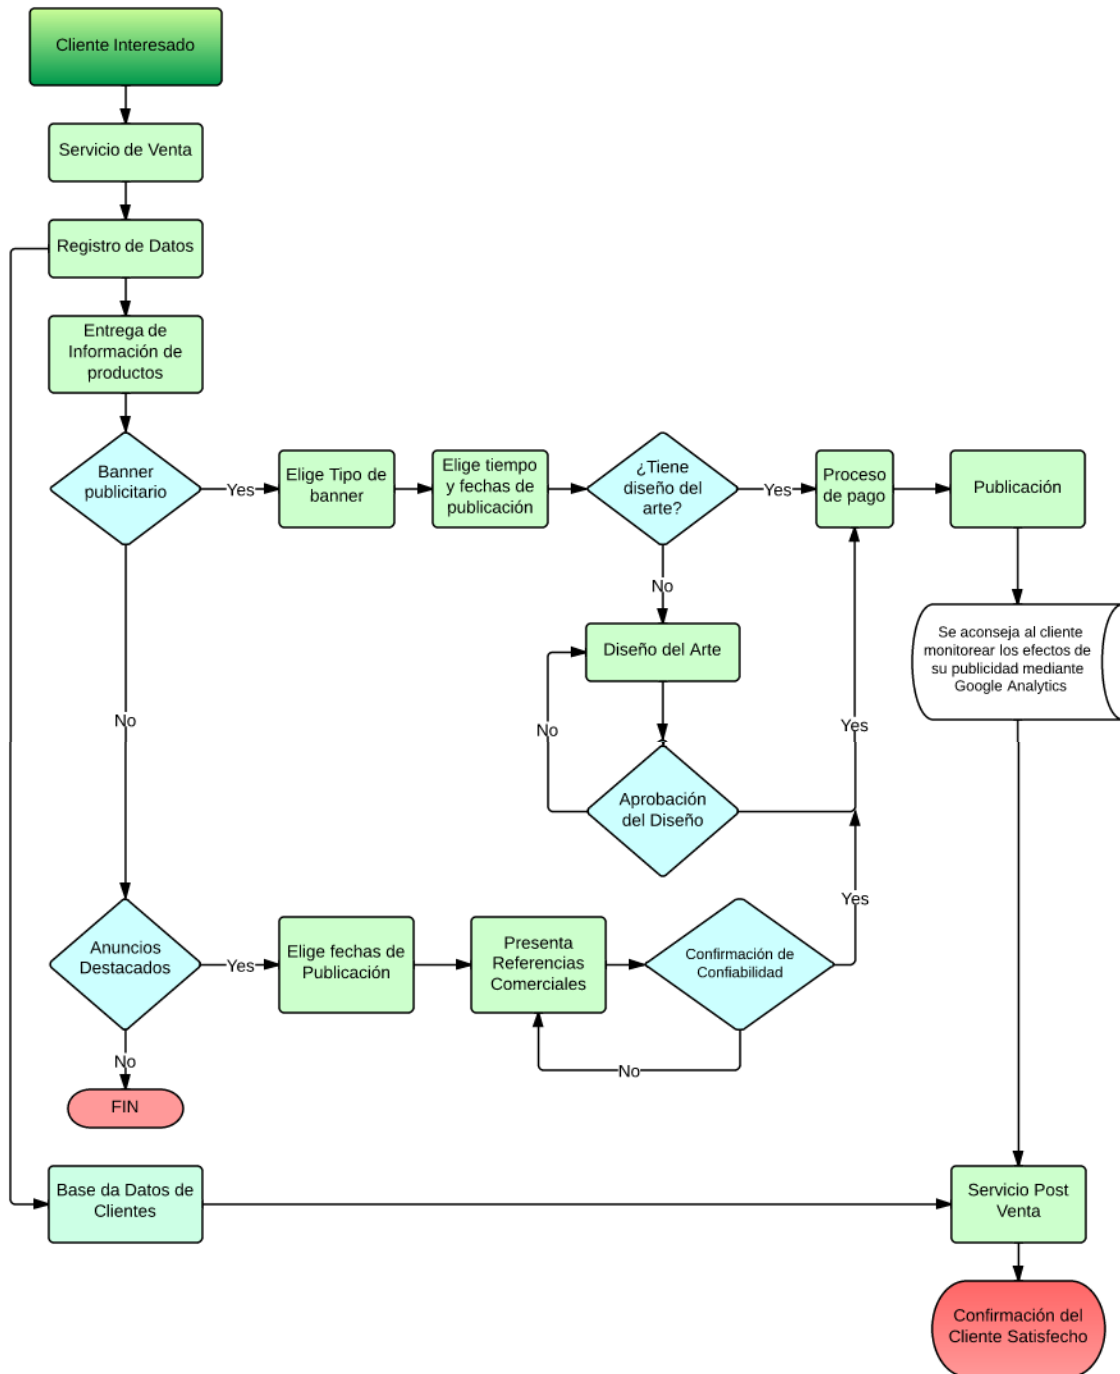 Cliente Interesado
Servicio de Venta
Registro de Datos
Entrega de
Información de
productos
Banner
publicitario
Yes
Elige Tipo de
banner
Elige tiempo
y fechas de
publicación
¿Tiene
diseño del
arte?
Yes
Proceso
de pago
Publicación
No
Diseño del Arte
Se aconseja al cliente
monitorear los efectos de
su publicidad mediante
Google Analytics
No
No
Yes
Aprobación
del Diseño
Anuncios
Destacados
Yes
Elige fechas de
Publicación
Presenta
Referencias
Comerciales
Confirmación de
Confiabilidad
Yes
No
No
FIN
Base da Datos de
Clientes
Servicio Post
Venta
Confirmación del
Cliente Satisfecho